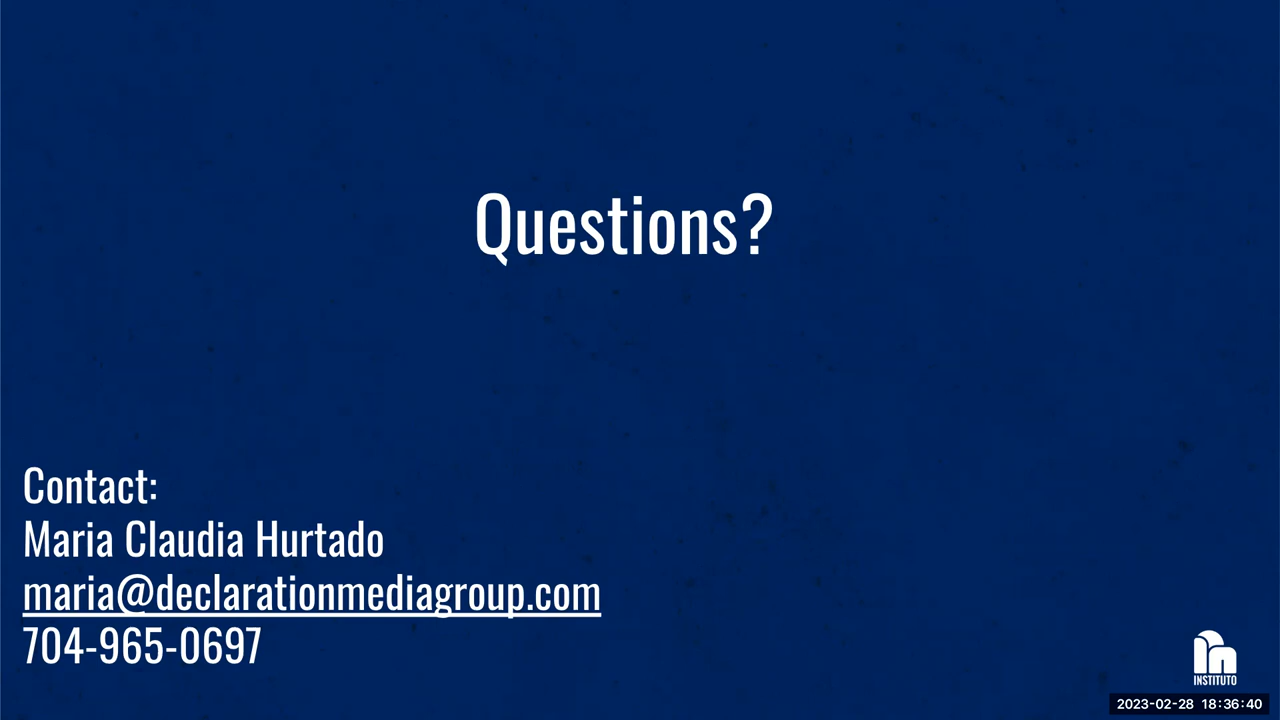 Questions?
Contact:
Maria Claudia Hurtado
maria@declarationmediagroup.com
704-965-0697
INSTITUTO
2023-02-28 18:36:40